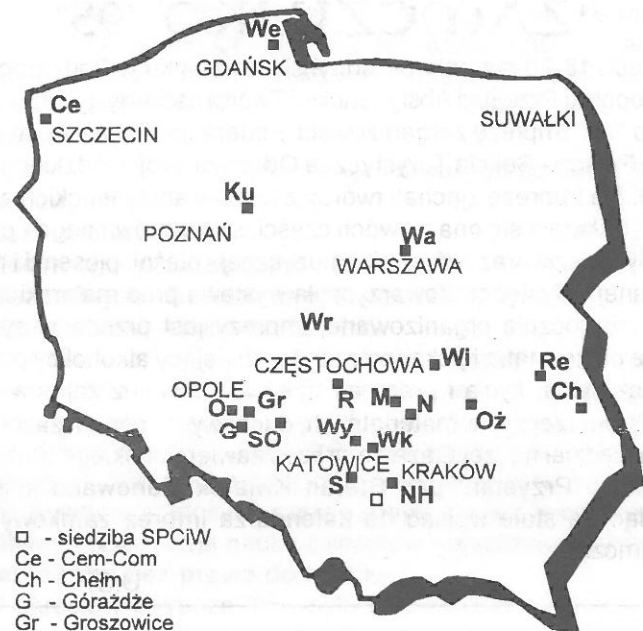 We
GDAŃSK
Ce
SZCZECIN
SUWAŁKI
Ku
POZNAŃ
Wa
WARSZAWA
Wr
CZĘSTOCHOWA Wi
Re
Ch
OPOLE
O Gr
R
M N
Oż
G SO
Wy
Wk
KATOWICE
KRAKÓW
S
NH
□ - siedziba SPCiW
Ce - Cem-Com
Ch - Chełm
G - Górażdże
Gr - Groszowice